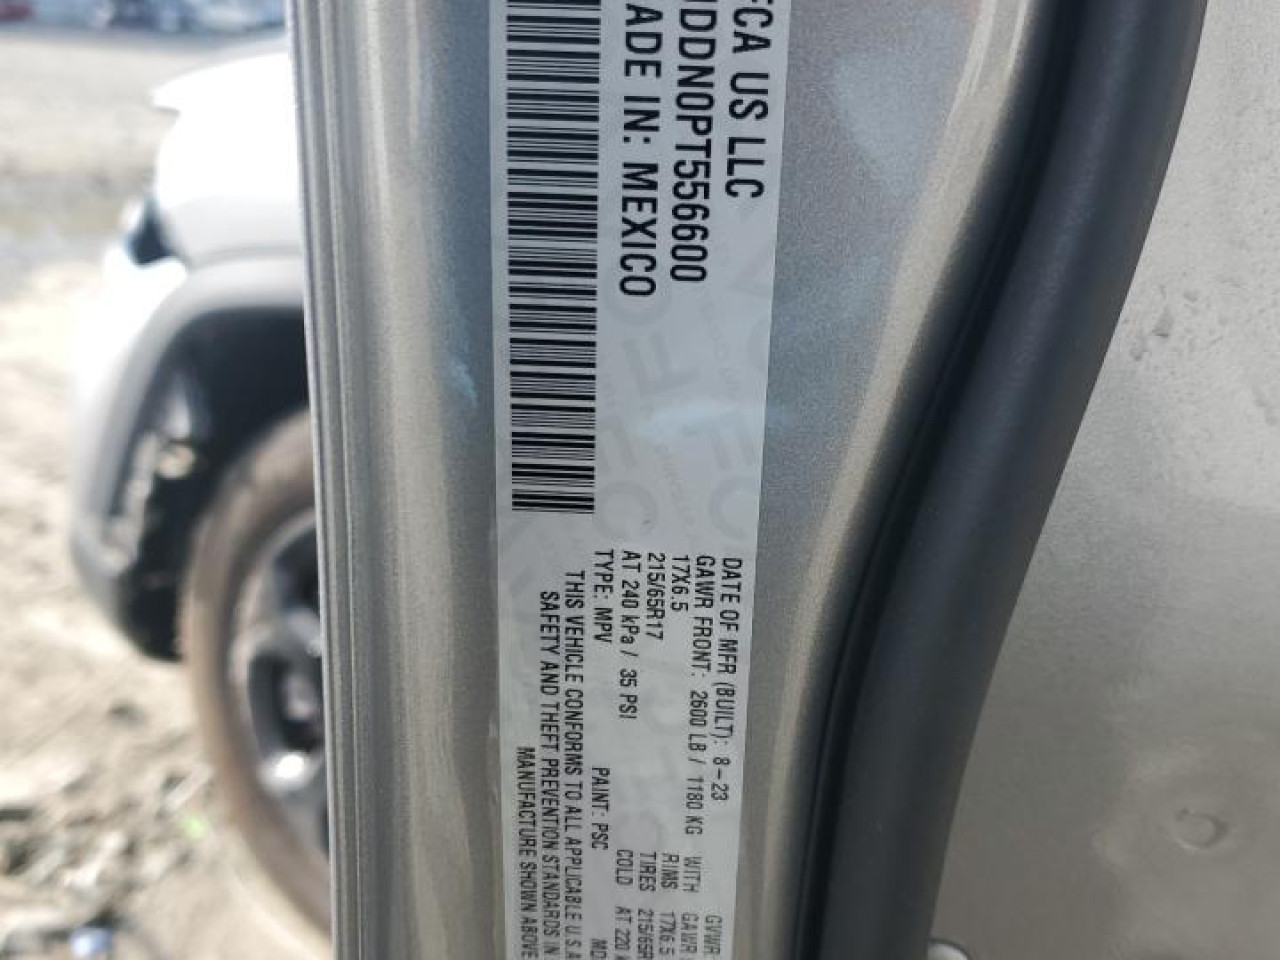 FCA US LLC
JDDN0PT556600
ADE IN: MEXICO
DATE OF MFR (BUILT): 8-23 GVWR
GAWR FRONT: 2600 LB / 1180 KG WITH GAWR
17X6.5 RIMS 17X6.5
215/65R17 TIRES 215/65R
AT 240 kPa / 35 PSI COLD AT 220
TYPE: MPV PAINT: PSC MD
THIS VEHICLE CONFORMS TO ALL APPLICABLE U.S.A
SAFETY AND THEFT PREVENTION STANDARDS IN
MANUFACTURE SHOWN ABOVE